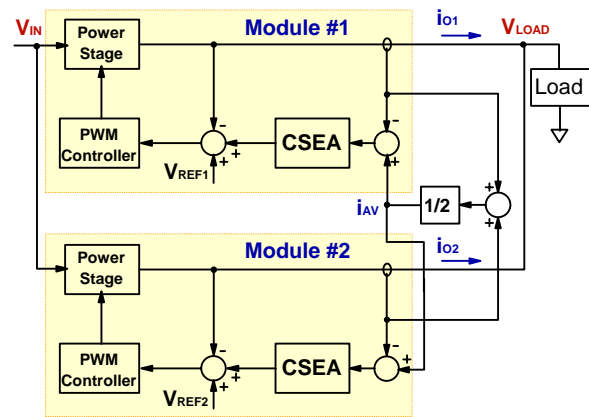 VIN
Power
Stage
Module #1
iO1
VLOAD
Load
PWM
Controller
-
+
+
VREF1
CSEA
-
+
iAV
1/2
+
+
Module #2
iO2
Power
Stage
PWM
Controller
-
+
+
VREF2
CSEA
-
+